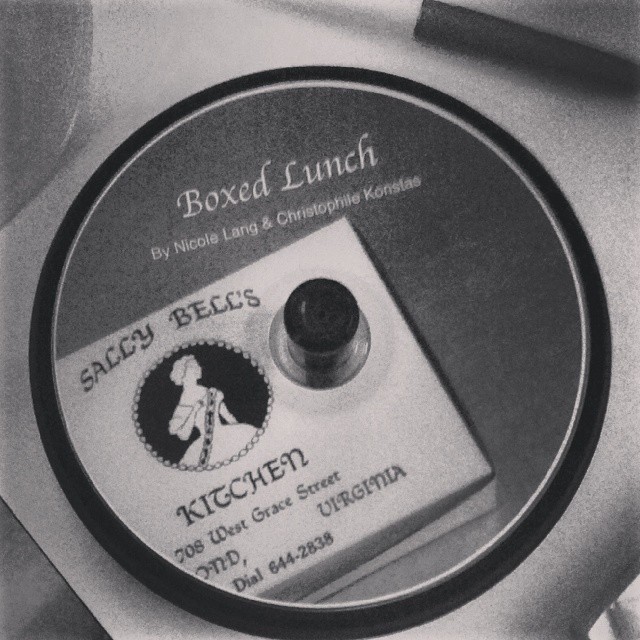 Boxed Lunch
By Nicole Lang & Christophile Konstas
SALLY BELL'S
KITCHEN
708 West Grace Street
OND, VIRGINIA
Dial 644-2838